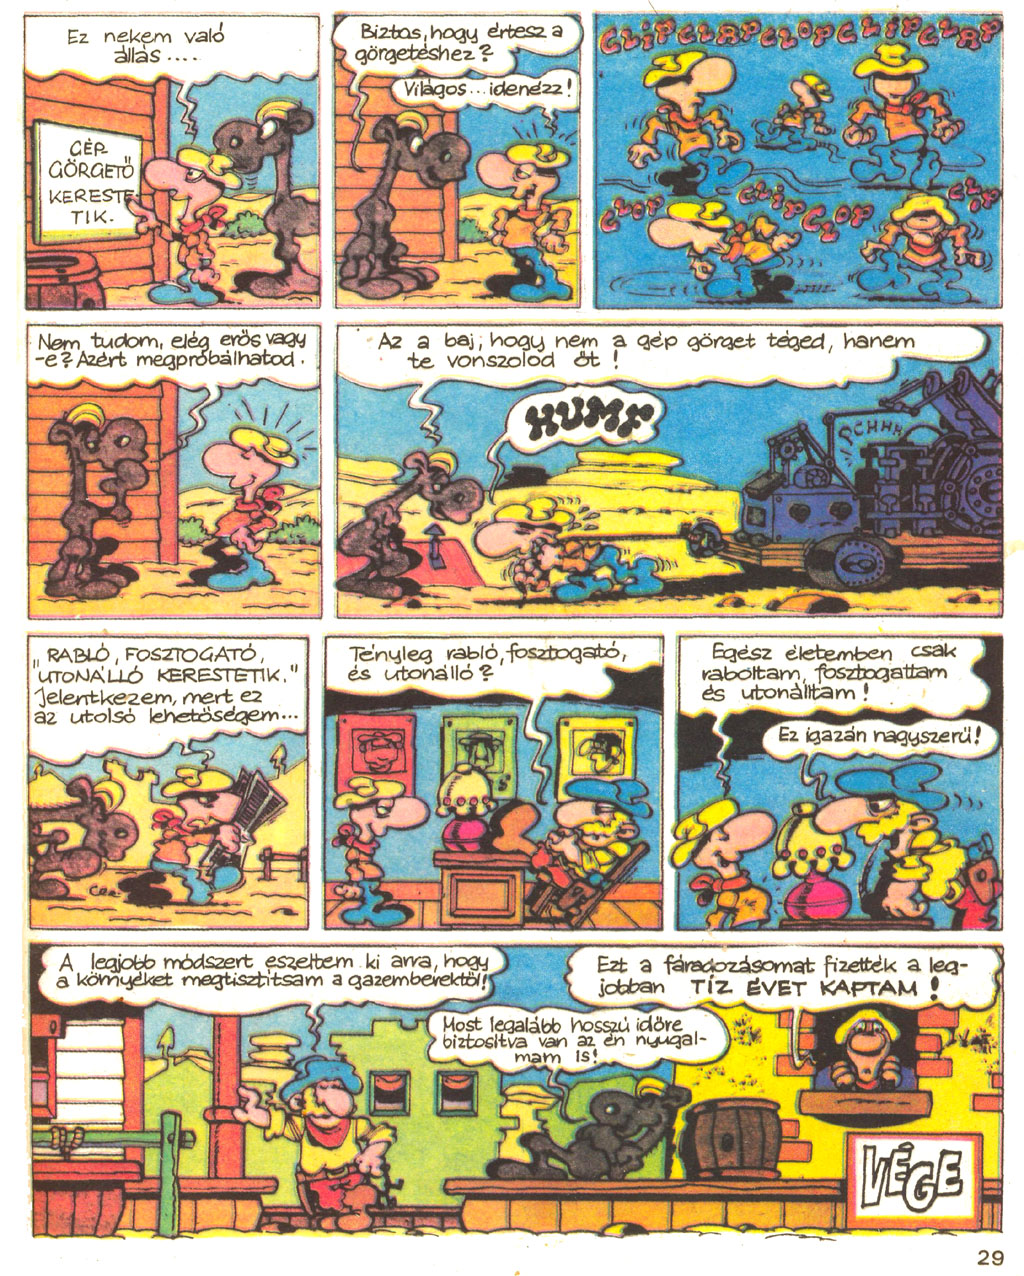 Ez nekem való
állás....
GÉP
GÖRGETŐ
KERESTE-
TIK.
Biztos, hogy értesz a
görgetéshez?
Világos...idenézz!
CLIPCLAPCLOPCLIPCLAP
CLOP
CLIPCLOP
CLIP
Nem tudom, elég erős vagy
-e? Azért megpróbálhatod.
Az a baj, hogy nem a gép görget téged, hanem
te vonszolod őt!
HUMF
PCHHH
„RABLÓ, FOSZTOGATÓ,
ÚTONÁLLÓ KERESTETIK."
Jelentkezem, mert ez
az utolsó lehetőségem...
Tényleg rabló, fosztogató,
és utonálló?
Egész életemben csak
raboltam, fosztogattam
és utonálltam!
Ez igazán nagyszerű!
A legjobb módszert eszeltem ki arra, hogy
a környéket megtisztítsam a gazemberektől!
Ezt a fáradozásomat fizették a leg-
jobban TÍZ ÉVET KAPTAM!
Most legalább hosszú időre
biztosítva van az én nyugal-
mam is!
VÉGE
29